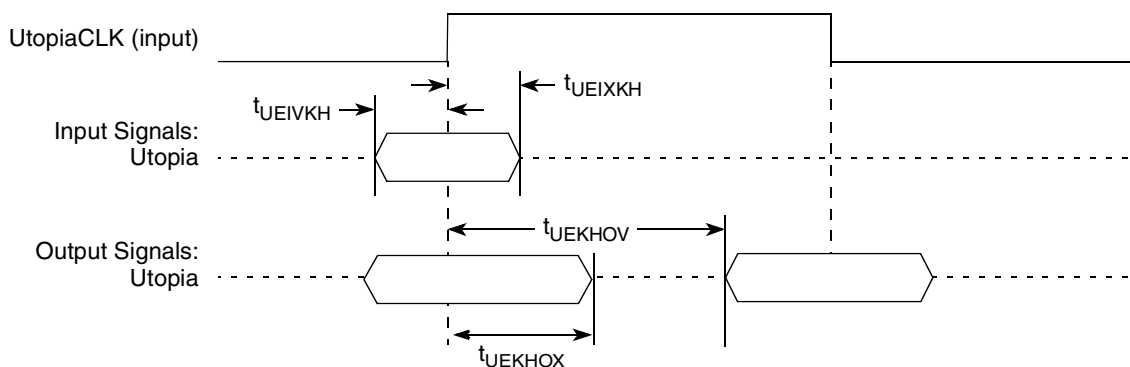 UtopiaCLK (input)
tUEIXKH
tUEIVKH
Input Signals:
Utopia
tUEKHOV
Output Signals:
Utopia
tUEKHOX